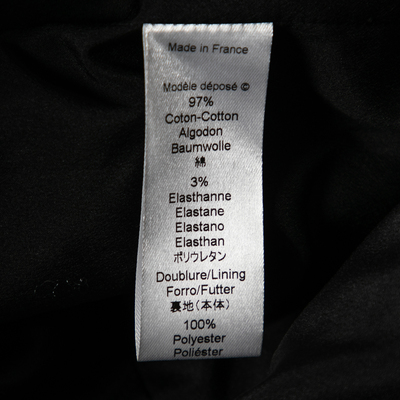 Made in France
Modèle déposé ©
97%
Coton-Cotton
Algodon
Baumwolle
綿
3%
Elasthanne
Elastane
Elastano
Elasthan
ポリウレタン
Doublure/Lining
Forro/Futter
裏地(本体)
100%
Polyester
Poliéster